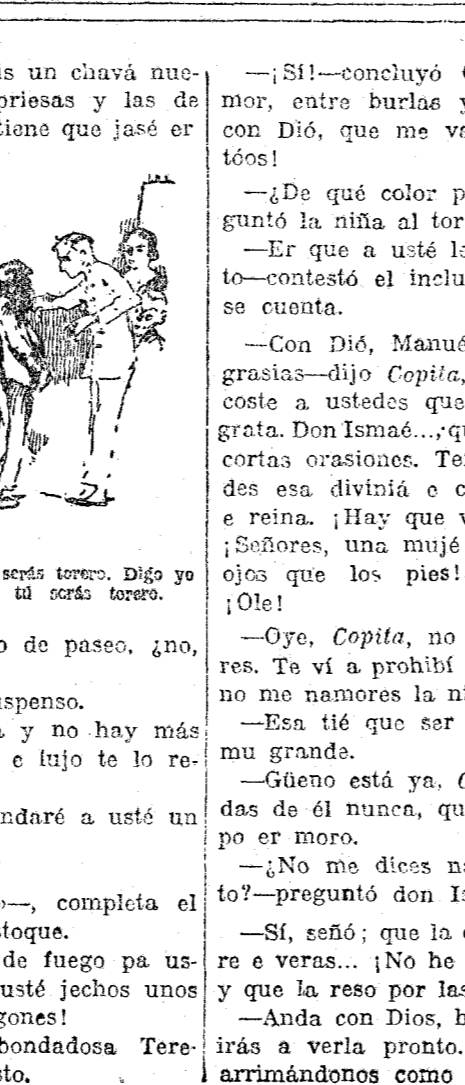 is un chavá nue-
priesas y las de
tiene que jasé er
serás torero. Digo yo
tú serás torero.
o de paseo, ¿no,
uspenso.
a y no hay más
e lujo te lo re-
ndaré a usté un
—, completa el
stoque.
de fuego pa us-
usté jechos unos
gones!
bondadosa Tere-
sto.
—¡Sí!—concluyó
mor, entre burlas y
con Dió, que me va
tóos!
—¿De qué color p
guntó la niña al tor
—Er que a usté le
to—contestó el inclu
se cuenta.
—Con Dió, Manué
grasias—dijo Copita,
coste a ustedes que
grata. Don Ismaé..., qu
cortas orasiones. Te
des esa diviniá e c
e reina. ¡Hay que v
¡Señores, una mujé
ojos que los pies!
¡Ole!
—Oye, Copita, no
res. Te ví a prohibí
no me namores la ni
—Esa tié que ser
mu grande.
—Güeno está ya, C
das de él nunca, qu
po er moro.
—¿No me dices na
to?—preguntó don Is
—Sí, señó; que la
re e veras... ¡No he
y que la reso por las
—Anda con Dios, h
irás a verla pronto.
arrimándonos como